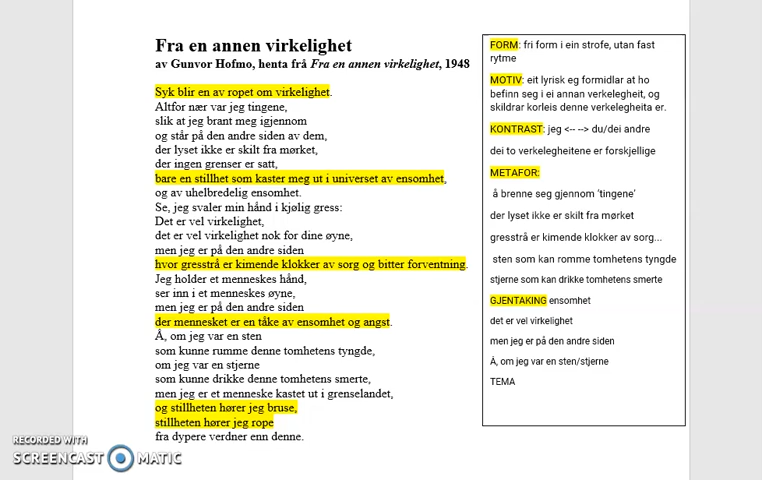 Fra en annen virkelighet
av Gunvor Hofmo, henta frå Fra en annen virkelighet, 1948
Syk blir en av ropet om virkelighet.
Altfor nær var jeg tingene,
slik at jeg brant meg igjennom
og står på den andre siden av dem,
der lyset ikke er skilt fra mørket,
der ingen grenser er satt,
bare en stillhet som kaster meg ut i universet av ensomhet,
og av uhelbredelig ensomhet.
Se, jeg svaler min hånd i kjølig gress:
Det er vel virkelighet,
det er vel virkelighet nok for dine øyne,
men jeg er på den andre siden
hvor gresstrå er kimende klokker av sorg og bitter forventning.
Jeg holder et menneskes hånd,
ser inn i et menneskes øyne,
men jeg er på den andre siden
der mennesket er en tåke av ensomhet og angst.
Å, om jeg var en sten
som kunne rumme denne tomhetens tyngde,
om jeg var en stjerne
som kunne drikke denne tomhetens smerte,
men jeg er et menneske kastet ut i grenselandet,
og stillheten hører jeg bruse,
stillheten hører jeg rope
fra dypere verdner enn denne.
FORM: fri form i ein strofe, utan fast
rytme
MOTIV: eit lyrisk eg formidlar at ho
befinn seg i ei annan verkelegheit, og
skildrar korleis denne verkelegheita er.
KONTRAST: jeg <-- --> du/dei andre
dei to verkelegheitene er forskjellige
METAFOR:
å brenne seg gjennom 'tingene'
der lyset ikke er skilt fra mørket
gresstrå er kimende klokker av sorg...
sten som kan romme tomhetens tyngde
stjerne som kan drikke tomhetens smerte
GJENTAKING ensomhet
det er vel virkelighet
men jeg er på den andre siden
Å, om jeg var en sten/stjerne
TEMA
RECORDED WITH
SCREENCAST MATIC